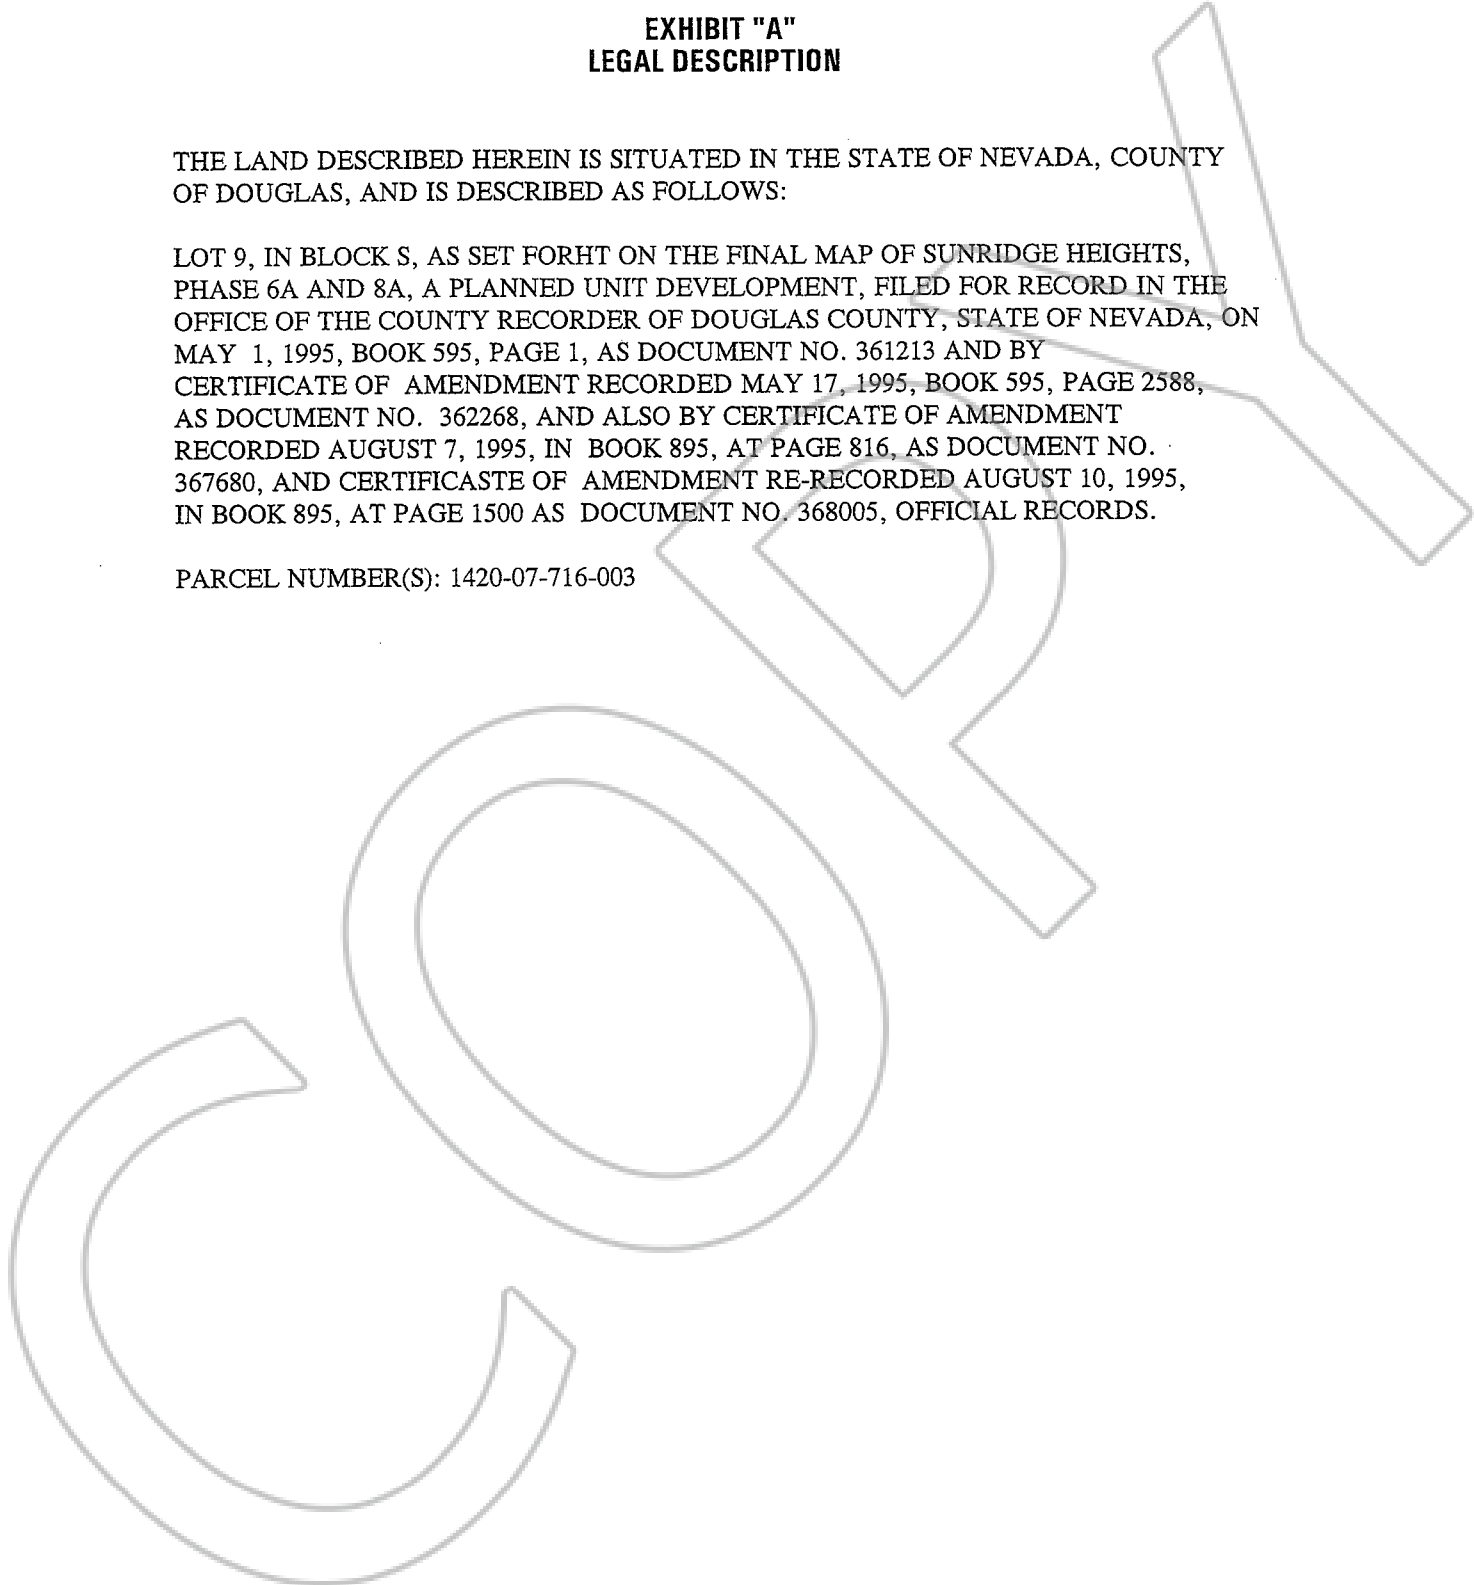 EXHIBIT "A"
LEGAL DESCRIPTION
THE LAND DESCRIBED HEREIN IS SITUATED IN THE STATE OF NEVADA, COUNTY
OF DOUGLAS, AND IS DESCRIBED AS FOLLOWS:
LOT 9, IN BLOCK S, AS SET FORHT ON THE FINAL MAP OF SUNRIDGE HEIGHTS,
PHASE 6A AND 8A, A PLANNED UNIT DEVELOPMENT, FILED FOR RECORD IN THE
OFFICE OF THE COUNTY RECORDER OF DOUGLAS COUNTY, STATE OF NEVADA, ON
MAY 1, 1995, BOOK 595, PAGE 1, AS DOCUMENT NO. 361213 AND BY
CERTIFICATE OF AMENDMENT RECORDED MAY 17, 1995, BOOK 595, PAGE 2588,
AS DOCUMENT NO. 362268, AND ALSO BY CERTIFICATE OF AMENDMENT
RECORDED AUGUST 7, 1995, IN BOOK 895, AT PAGE 816, AS DOCUMENT NO.
367680, AND CERTIFICASTE OF AMENDMENT RE-RECORDED AUGUST 10, 1995,
IN BOOK 895, AT PAGE 1500 AS DOCUMENT NO. 368005, OFFICIAL RECORDS.
PARCEL NUMBER(S): 1420-07-716-003
COPY